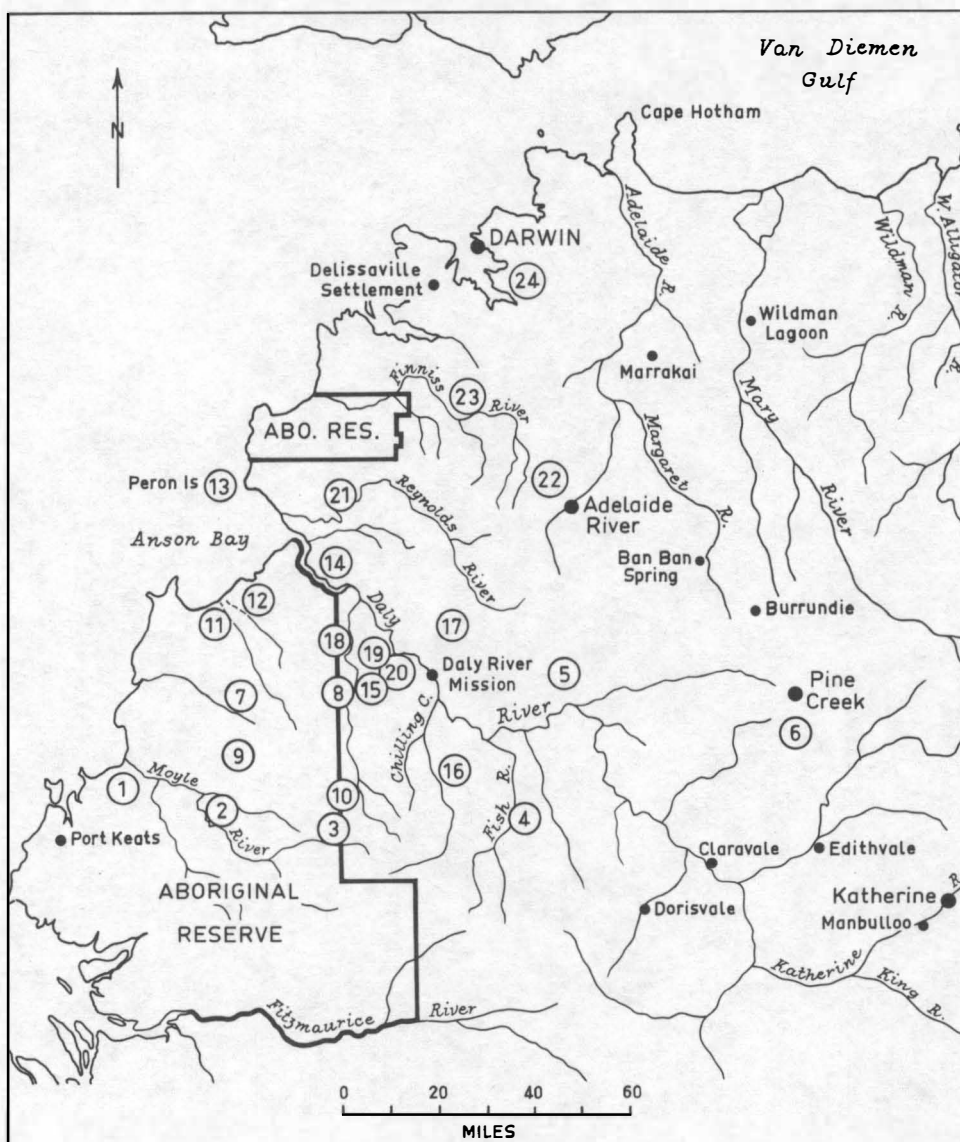 Van Diemen
Gulf
N
Cape Hotham
Adelaide
R.
Wildman
R.
W. Alligator
R.
DARWIN
24
Delissaville
Settlement
Wildman
Lagoon
Marrakai
Mary
River
Finniss
River
23
ABO. RES.
Margaret
R.
Peron Is
13
21
Reynolds
River
22
Adelaide
River
Anson Bay
Ban Ban
Spring
14
12
11
Daly
Burrundie
18
19
17
20
Daly River
Mission
5
7
8
15
Pine
Creek
6
River
Chilling C.
9
16
1
Moyle
River
2
10
3
Fish R.
4
Port Keats
Claravale
Edithvale
ABORIGINAL
RESERVE
Katherine
R.
Dorisvale
Manbulloo
Katherine
King R.
Fitzmaurice
River
0 20 40 60
MILES